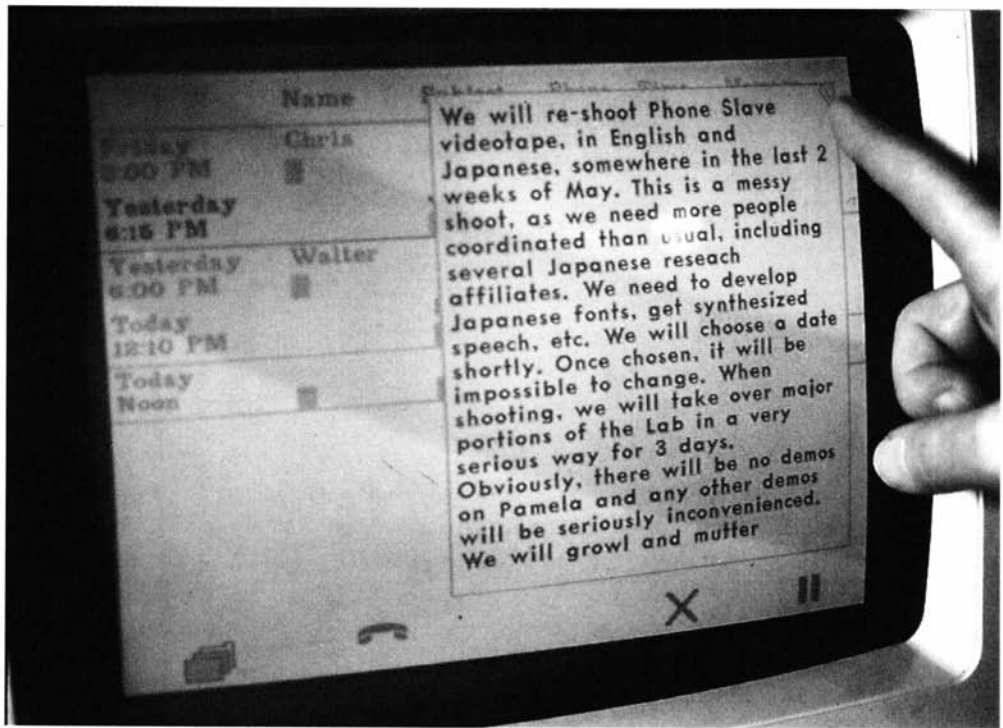 Name
We will re-shoot Phone Slave
videotape, in English and
Japanese, somewhere in the last 2
weeks of May. This is a messy
shoot, as we need more people
coordinated than usual, including
several Japanese reseach
affiliates. We need to develop
Japanese fonts, get synthesized
speech, etc. We will choose a date
shortly. Once chosen, it will be
impossible to change. When
shooting, we will take over major
portions of the Lab in a very
serious way for 3 days.
Obviously, there will be no demos
on Pamela and any other demos
will be seriously inconvenienced.
We will growl and mutter
Friday Chris
PM
Yesterday
6:15 PM
Yesterday Walter
6:00 PM
Today
12:10 PM
Today
Noon